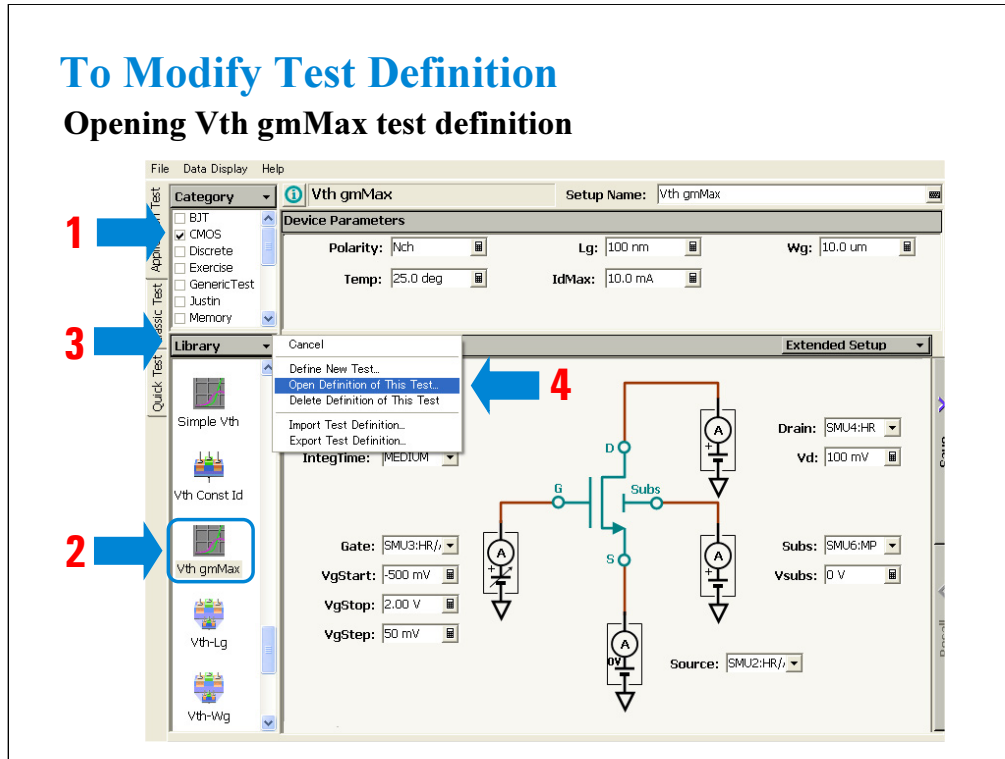 To Modify Test Definition
Opening Vth gmMax test definition
File Data Display Help
Category
Vth gmMax
Setup Name: Vth gmMax
1
BJT
CMOS
Discrete
Exercise
GenericTest
Justin
Memory
Device Parameters
Polarity: Nch
Lg: 100 nm
Wg: 10.0 um
Temp: 25.0 deg
IdMax: 10.0 mA
Quick Test
3
Library
Extended Setup
Cancel
Define New Test...
Open Definition of This Test...
Delete Definition of This Test
Import Test Definition...
Export Test Definition...
4
Simple Vth
Vth Const Id
2
Vth gmMax
Vth-Lg
Vth-Wg
IntegTime: MEDIUM
A
D
Drain: SMU4:HR
Vd: 100 mV
G
Subs
S
Gate: SMU3:HR/
A
VgStart: -500 mV
VgStop: 2.00 V
VgStep: 50 mV
A
Subs: SMU6:MP
Vsubs: 0 V
A
0V
Source: SMU2:HR/